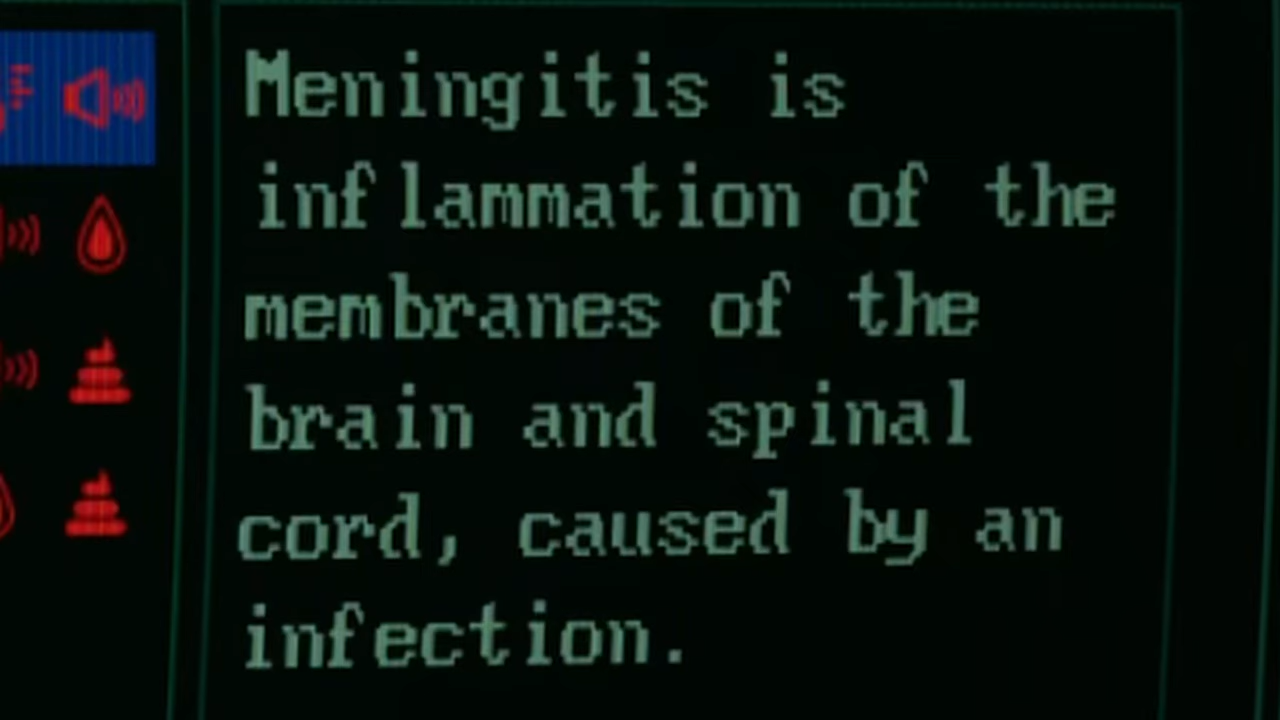 Meningitis is
inflammation of the
membranes of the
brain and spinal
cord, caused by an
infection.